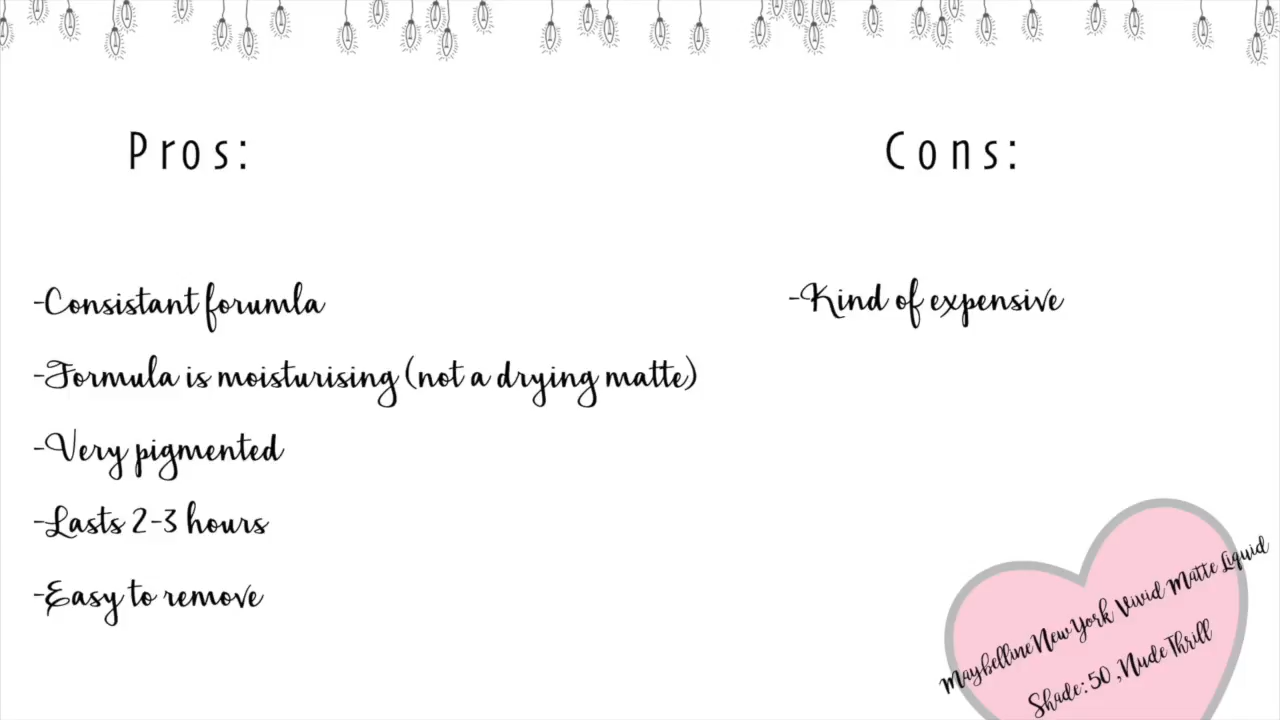 Pros:
-Consistant forumla
-Formula is moisturising (not a drying matte)
-Very pigmented
-Lasts 2-3 hours
-Easy to remove
Cons:
-Kind of expensive
Maybelline New York Vivid Matte Liquid
Shade: 50 , Nude Thrill